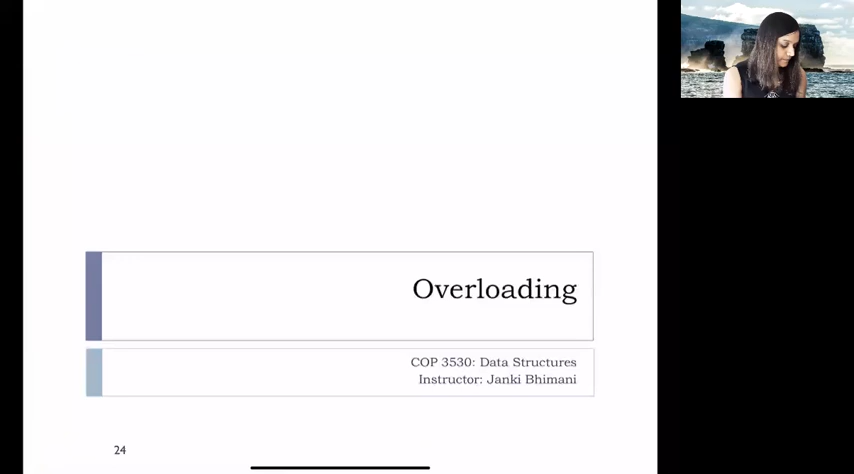 Overloading
COP 3530: Data Structures
Instructor: Janki Bhimani
24